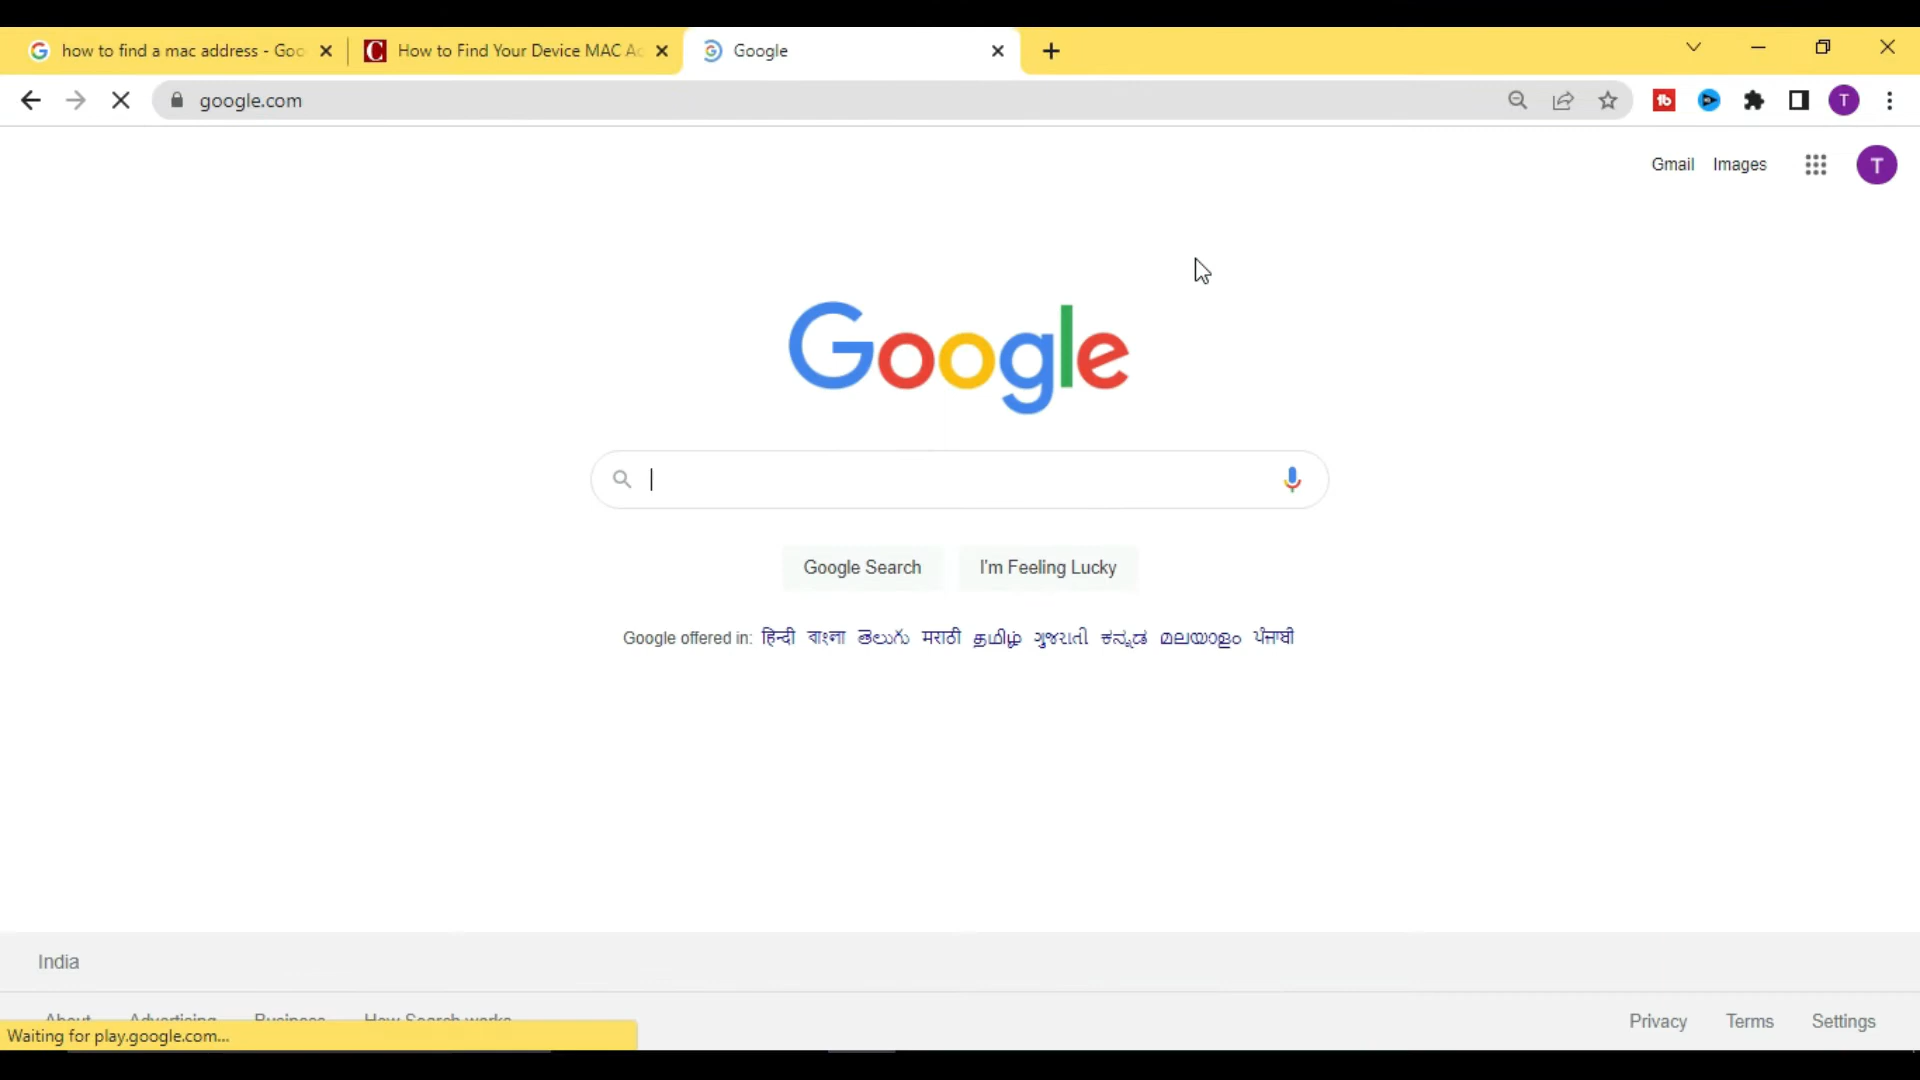 how to find a mac address - Goo
How to Find Your Device MAC Ad
Google
google.com
T
Gmail Images
T
Google
Google Search
I'm Feeling Lucky
Google offered in: हिन्दी বাংলা తెలుగు मराठी தமிழ் ગુજરાતી ಕನ್ನಡ മലയാളം ਪੰਜਾਬੀ
India
About Advertising Business How Search works
Privacy Terms Settings
Waiting for play.google.com...